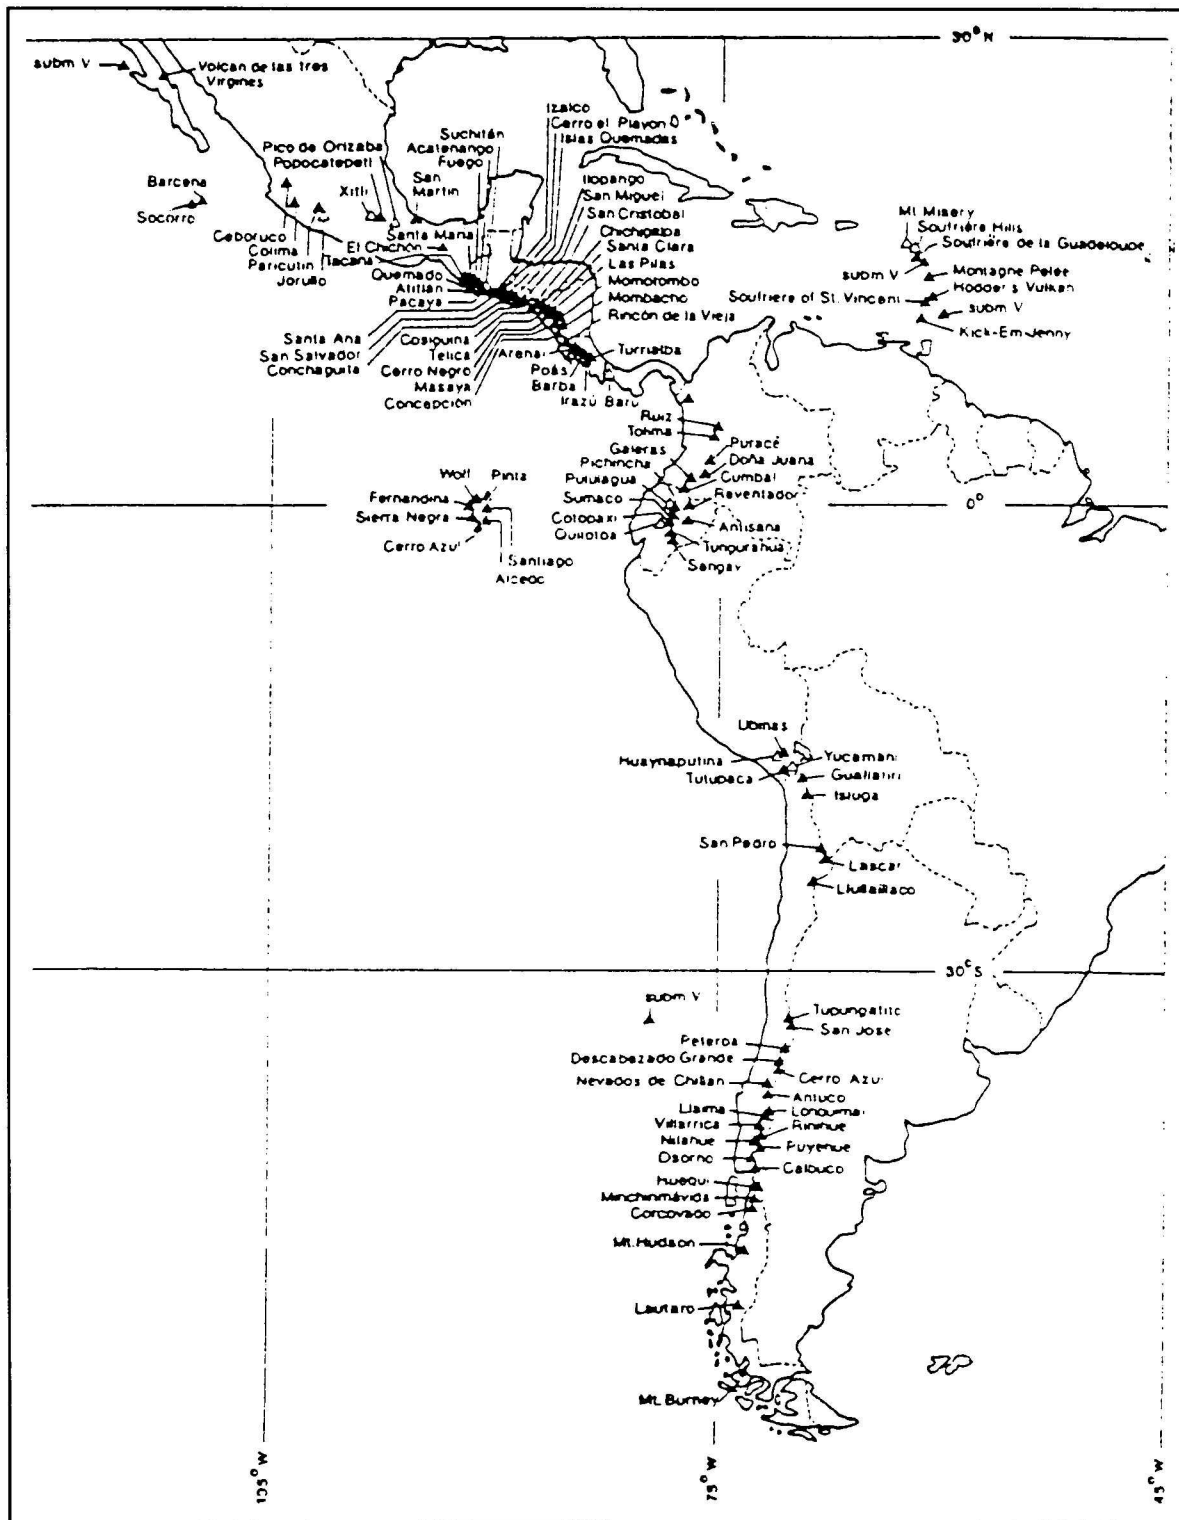 30°N
subm V
Volcan de las tres
Virgines
Izalco
Cerro el Playon
Islas Quemadas
Suchitán
Acatenango
Fuego
Pico de Orizaba
Popocatepetl
San
Martin
Xitli
Ilopango
San Miguel
San Cristobal
Chichigalpa
Santa Clara
Las Pilas
Momorombo
Mombacho
Rincón de la Vieja
Barcena
Socorro
Ceboruco
Colima
Paricutin
Jorullo
Santa Maria
El Chichón
Tacana
Quemado
Atitlán
Pacaya
Santa Ana
San Salvador
Conchaguita
Cosiguina
Telica
Cerro Negro
Masaya
Concepción
Arenal
Poás
Barba
Irazú
Baru
Turrialba
Mt. Misery
Soufrière Hills
Soufrière de la Guadeloupe
subm V
Montagne Pelée
Hodder's Vulkan
Soufriere of St. Vincent
subm V
Kick-Em-Jenny
Ruiz
Tolima
Galeras
Puracé
Pichincha
Doña Juana
Pululagua
Cumbal
Sumaco
Reventador
0°
Cotopaxi
Antisana
Quilotoa
Tungurahua
Sangay
Wolf
Pinta
Fernandina
Sierra Negra
Cerro Azul
Santiago
Alcedo
Ubinas
Huaynaputina
Yucamani
Tutupaca
Guallatiri
Isluga
San Pedro
Lascar
Llullaillaco
30°S
subm V
Tupungatito
San José
Peteroa
Descabezado Grande
Cerro Azul
Nevados de Chillan
Antuco
Llaima
Lonquimai
Villarrica
Rinihue
Nilahue
Puyehue
Osorno
Calbuco
Huequi
Minchinmávida
Corcovado
Mt. Hudson
Lautaro
Mt. Burney
105°W
75°W
45°W